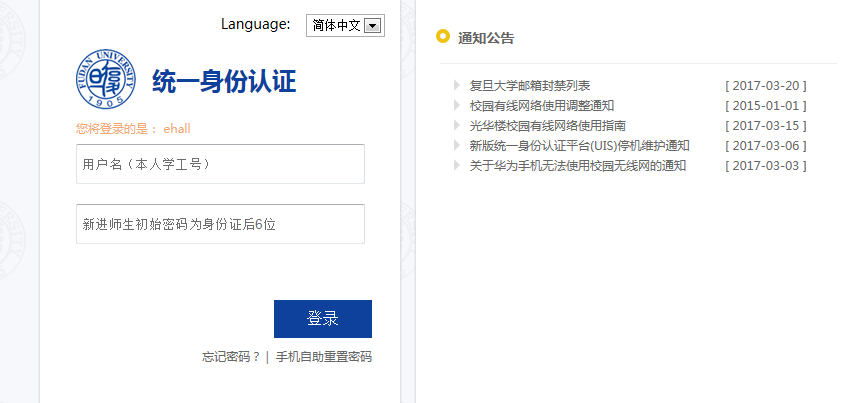 Language: 简体中文
FUDAN UNIVERSITY
1905
统一身份认证
您将登录的是： ehall
用户名（本人学工号）
新进师生初始密码为身份证后6位
登录
忘记密码？| 手机自助重置密码
通知公告
复旦大学邮箱封禁列表 [ 2017-03-20 ]
校园有线网络使用调整通知 [ 2015-01-01 ]
光华楼校园有线网络使用指南 [ 2017-03-15 ]
新版统一身份认证平台(UIS)停机维护通知 [ 2017-03-06 ]
关于华为手机无法使用校园无线网的通知 [ 2017-03-03 ]